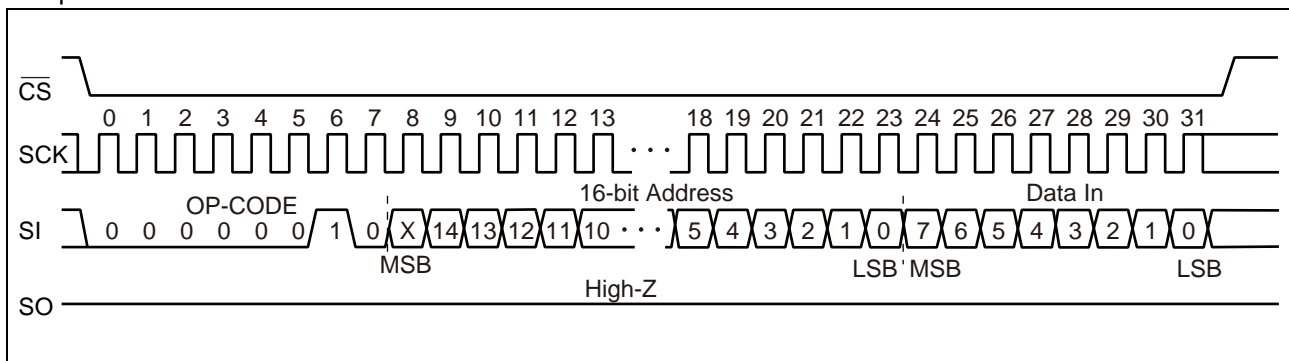 CS
0 1 2 3 4 5 6 7 8 9 10 11 12 13 18 19 20 21 22 23 24 25 26 27 28 29 30 31
SCK ···
OP-CODE 16-bit Address Data In
SI 0 0 0 0 0 0 1 0 X 14 13 12 11 10 ··· 5 4 3 2 1 0 7 6 5 4 3 2 1 0
MSB LSB MSB LSB
High-Z
SO